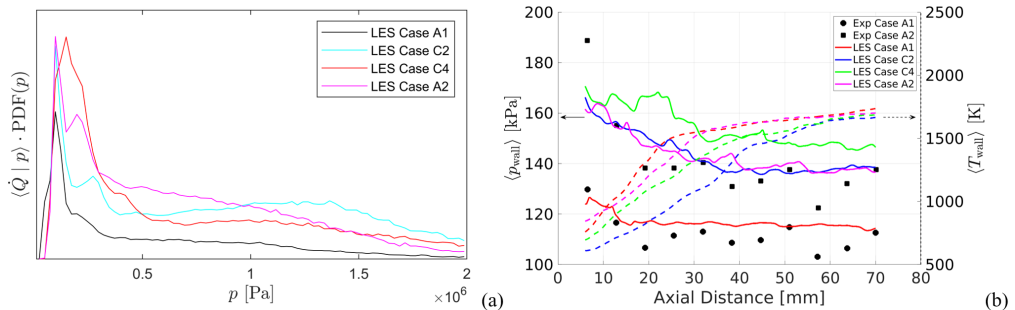 ⟨Q̇ | p⟩ · PDF(p)
LES Case A1
LES Case C2
LES Case C4
LES Case A2
0.5
1
1.5
2
×10⁶
p [Pa]
(a)
⟨p_wall⟩ [kPa]
200
180
160
140
120
100
Exp Case A1
Exp Case A2
LES Case A1
LES Case C2
LES Case C4
LES Case A2
2500
2000
1500
1000
500
⟨T_wall⟩ [K]
0 10 20 30 40 50 60 70 80
Axial Distance [mm]
(b)